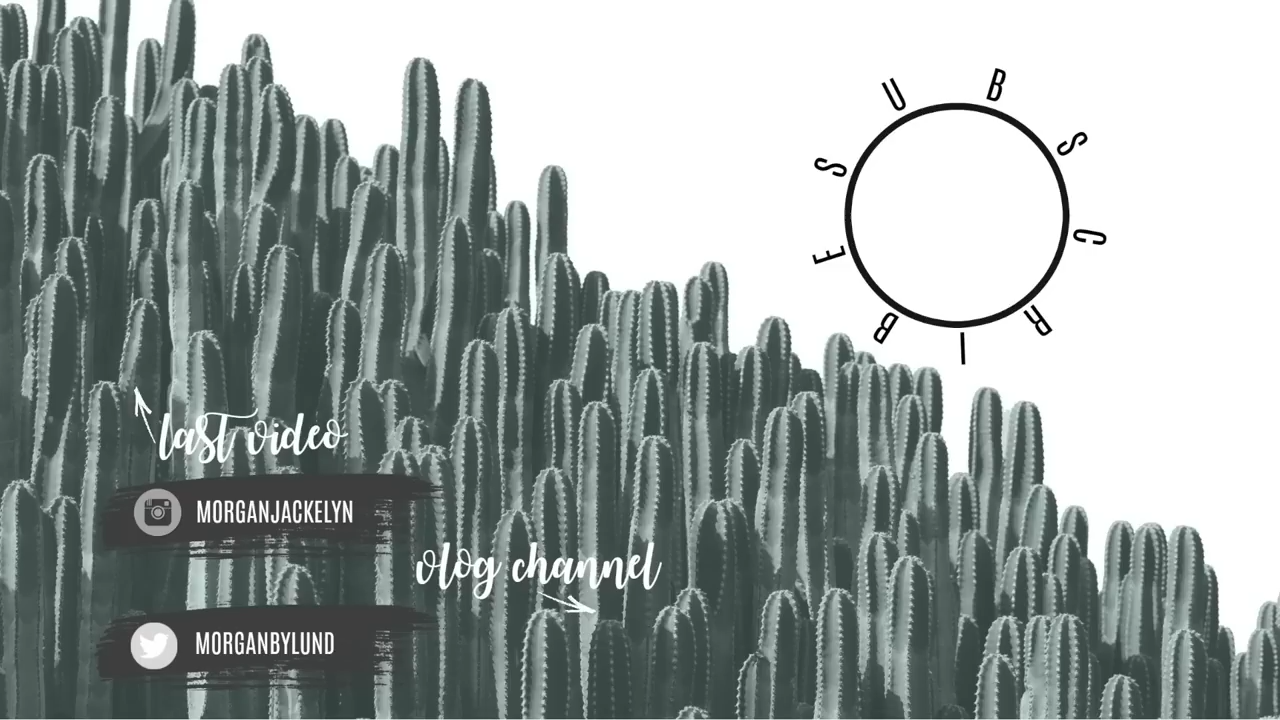 SUBSCRIBE
last video
MORGANJACKELYN
vlog channel
MORGANBYLUND